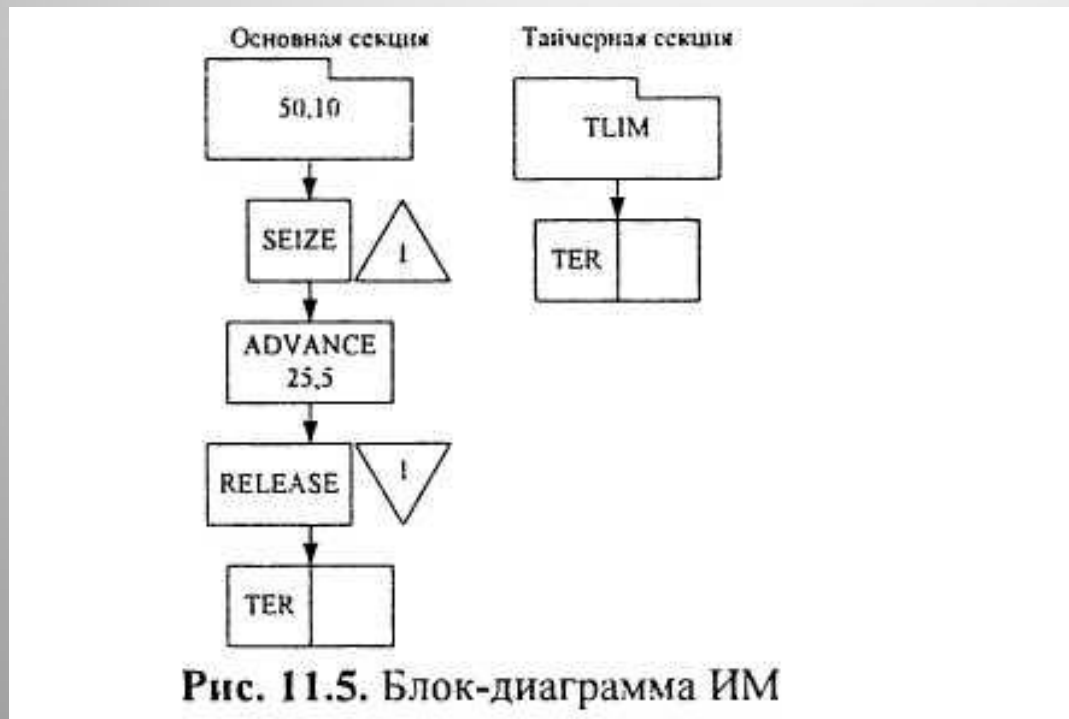 Основная секция
50,10
SEIZE
1
ADVANCE
25,5
RELEASE
1
TER
Таймерная секция
TLIM
TER
Рис. 11.5. Блок-диаграмма ИМ